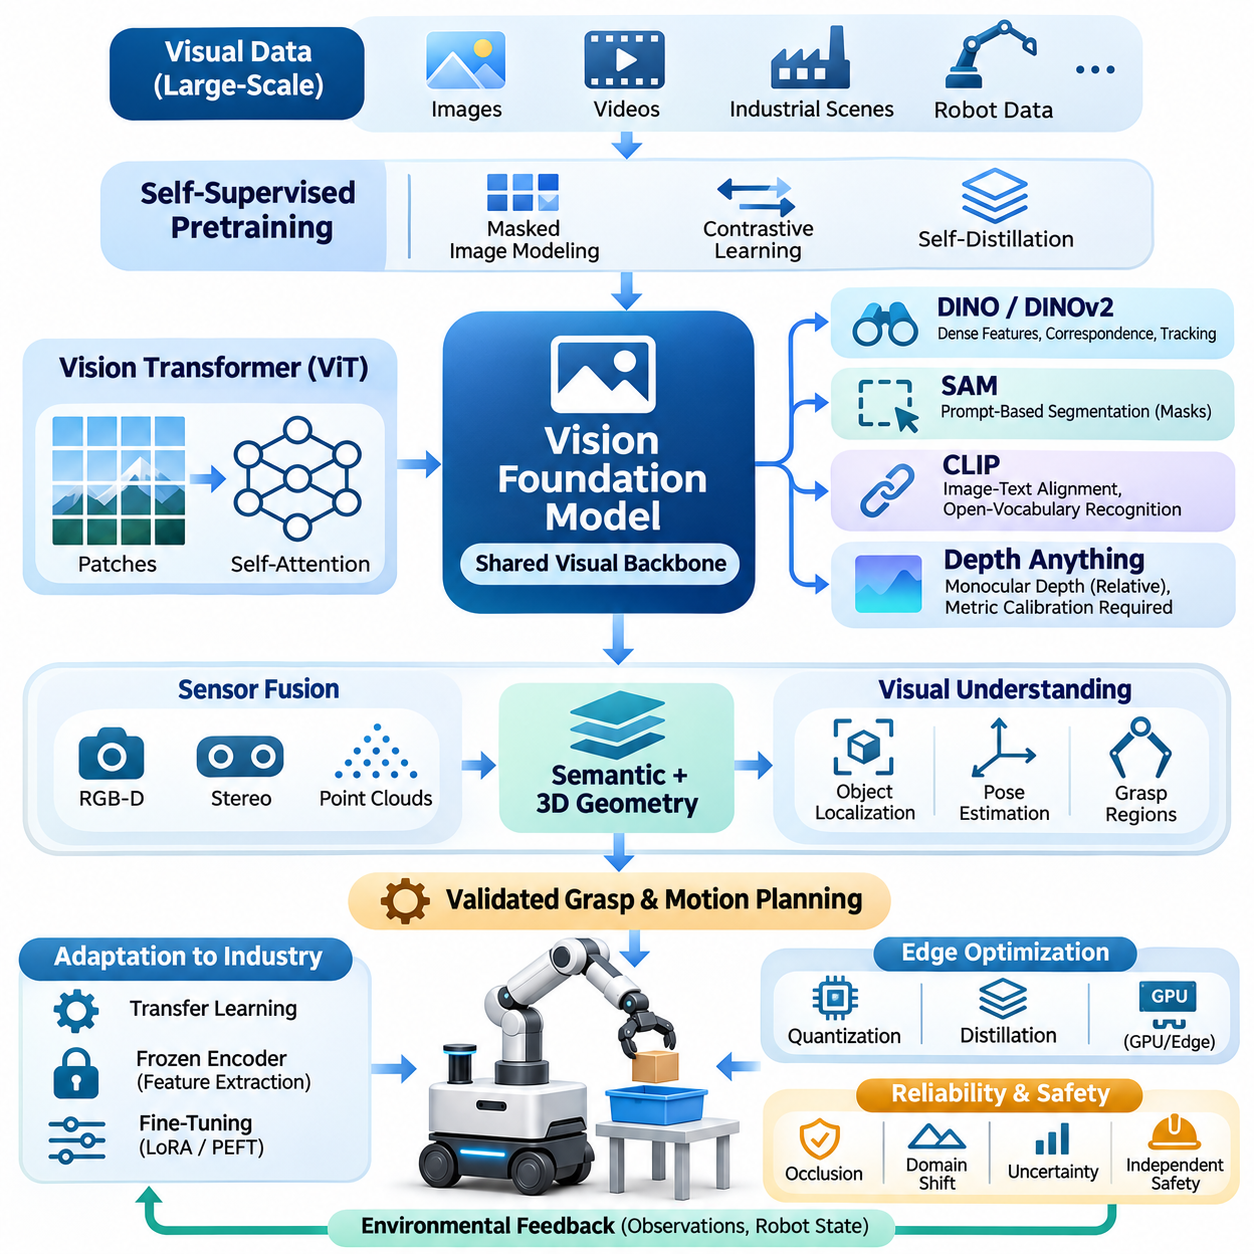 Visual Data
(Large-Scale)
Images
Videos
Industrial Scenes
Robot Data
...
Self-Supervised
Pretraining
Masked
Image Modeling
Contrastive
Learning
Self-Distillation
Vision Transformer (ViT)
Patches
Self-Attention
Vision
Foundation
Model
Shared Visual Backbone
DINO / DINOv2
Dense Features, Correspondence, Tracking
SAM
Prompt-Based Segmentation (Masks)
CLIP
Image-Text Alignment,
Open-Vocabulary Recognition
Depth Anything
Monocular Depth (Relative),
Metric Calibration Required
Sensor Fusion
RGB-D
Stereo
Point Clouds
Semantic +
3D Geometry
Visual Understanding
Object
Localization
Pose
Estimation
Grasp
Regions
Validated Grasp & Motion Planning
Adaptation to Industry
Transfer Learning
Frozen Encoder
(Feature Extraction)
Fine-Tuning
(LoRA / PEFT)
Edge Optimization
Quantization
Distillation
GPU
(GPU/Edge)
Reliability & Safety
Occlusion
Domain
Shift
Uncertainty
Independent
Safety
Environmental Feedback (Observations, Robot State)